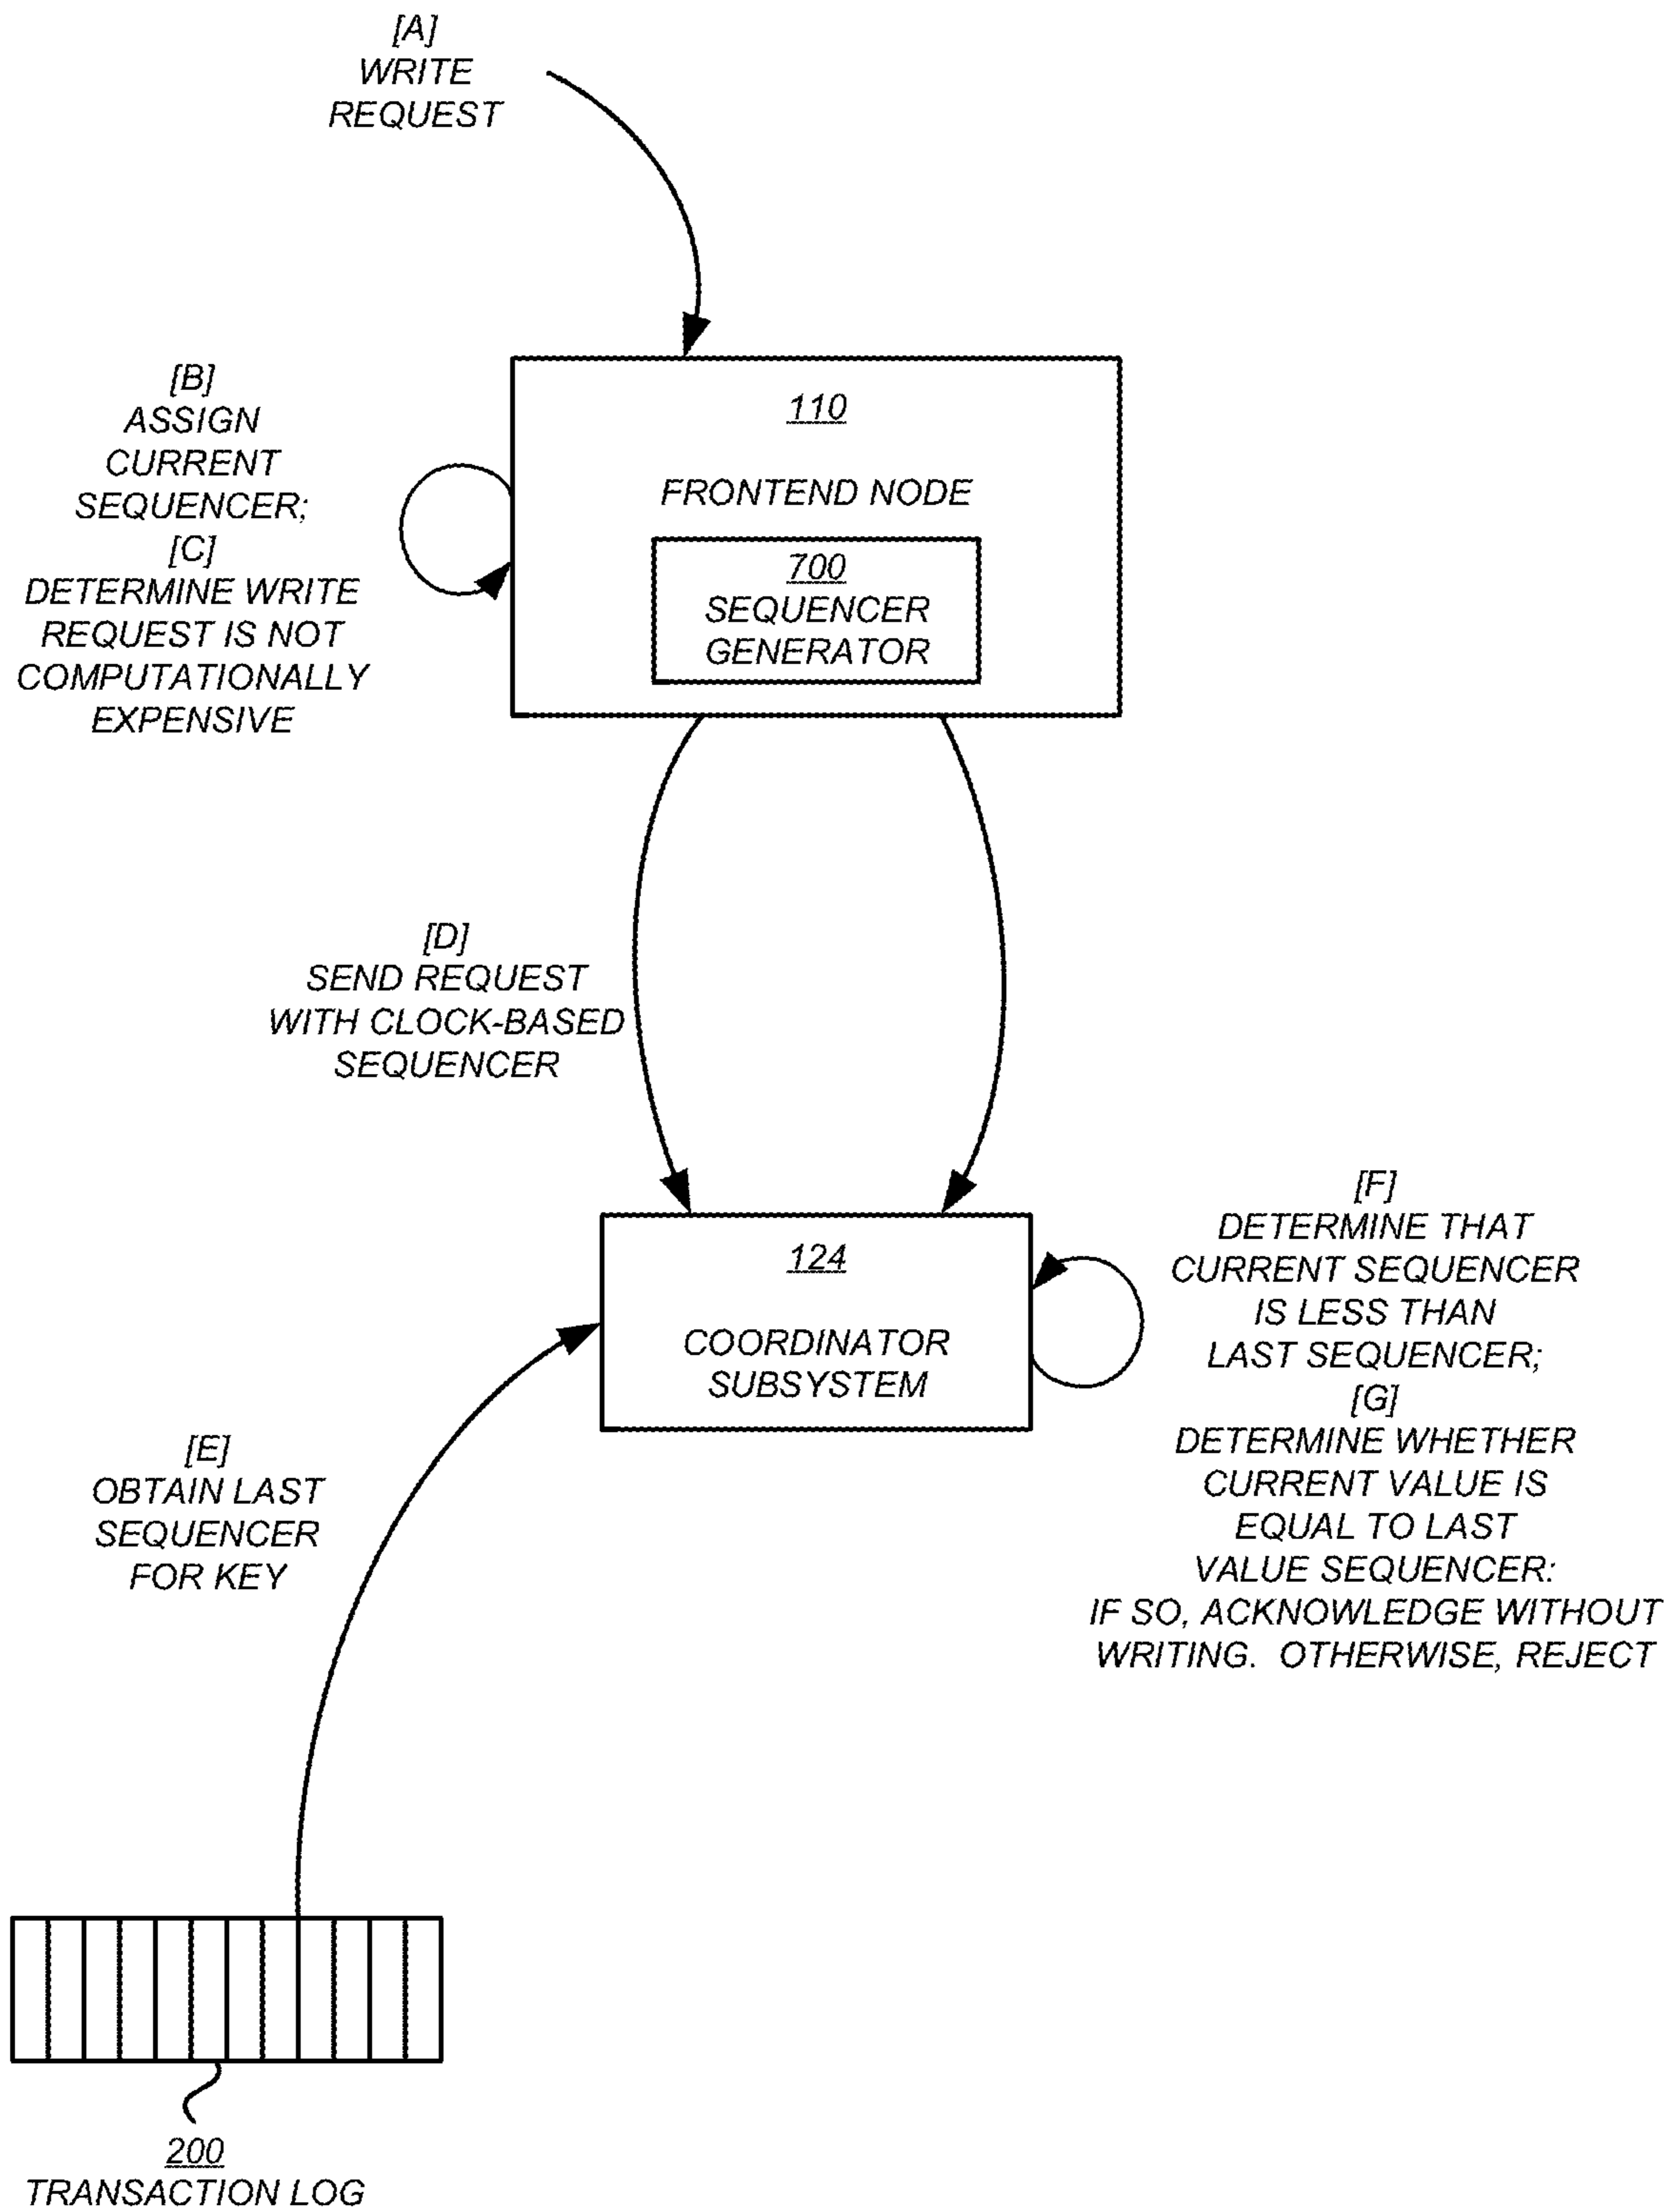 [A]
WRITE
REQUEST
[B]
ASSIGN
CURRENT
SEQUENCER;
[C]
DETERMINE WRITE
REQUEST IS NOT
COMPUTATIONALLY
EXPENSIVE
110
FRONTEND NODE
700
SEQUENCER
GENERATOR
[D]
SEND REQUEST
WITH CLOCK-BASED
SEQUENCER
124
COORDINATOR
SUBSYSTEM
[F]
DETERMINE THAT
CURRENT SEQUENCER
IS LESS THAN
LAST SEQUENCER;
[G]
DETERMINE WHETHER
CURRENT VALUE IS
EQUAL TO LAST
VALUE SEQUENCER:
IF SO, ACKNOWLEDGE WITHOUT
WRITING. OTHERWISE, REJECT
[E]
OBTAIN LAST
SEQUENCER
FOR KEY
200
TRANSACTION LOG